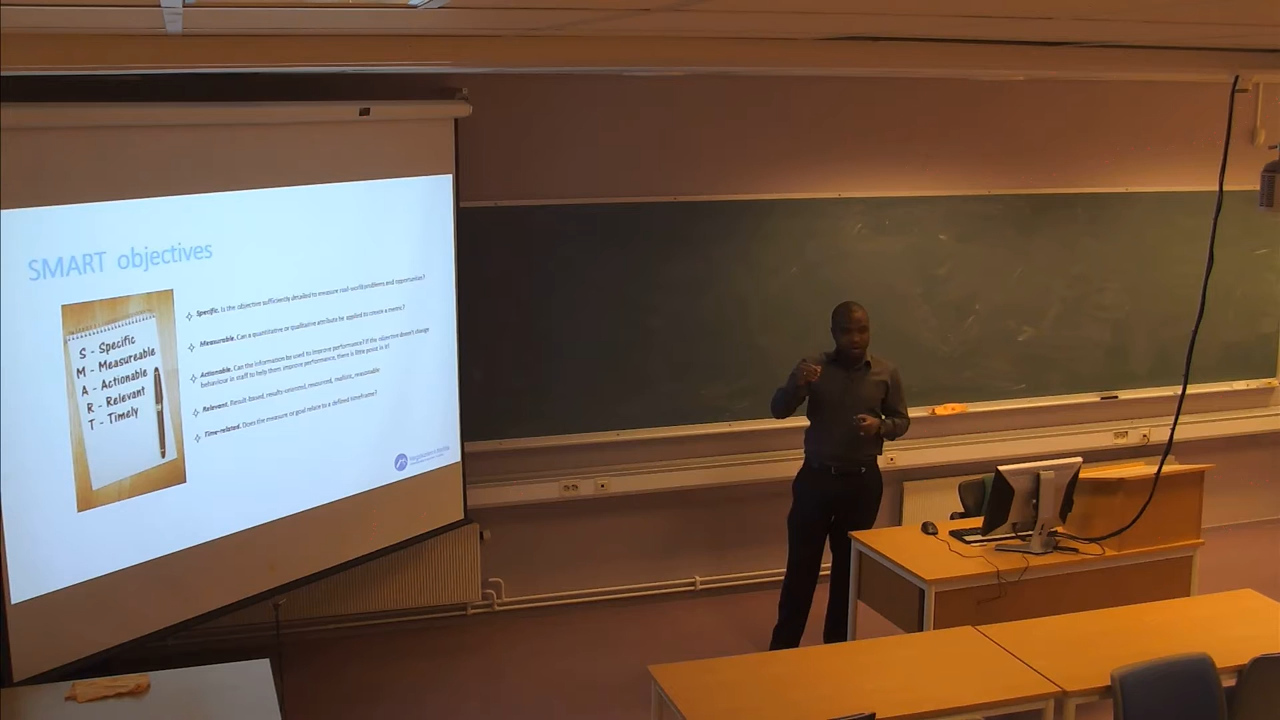 SMART objectives
S - Specific
M - Measureable
A - Actionable
R - Relevant
T - Timely
Specific. Is the objective sufficiently detailed to measure real-world problems and opportunities?
Measurable. Can a quantitative or qualitative attribute be applied to create a metric?
Actionable. Can the information be used to improve performance? If the objective doesn't change
behaviour in staff to help them improve performance, there is little point in it!
Relevant. Result-based, results-oriented, resourced, realistic, reasonable
Time-related. Does the measure or goal relate to a defined timeframe?